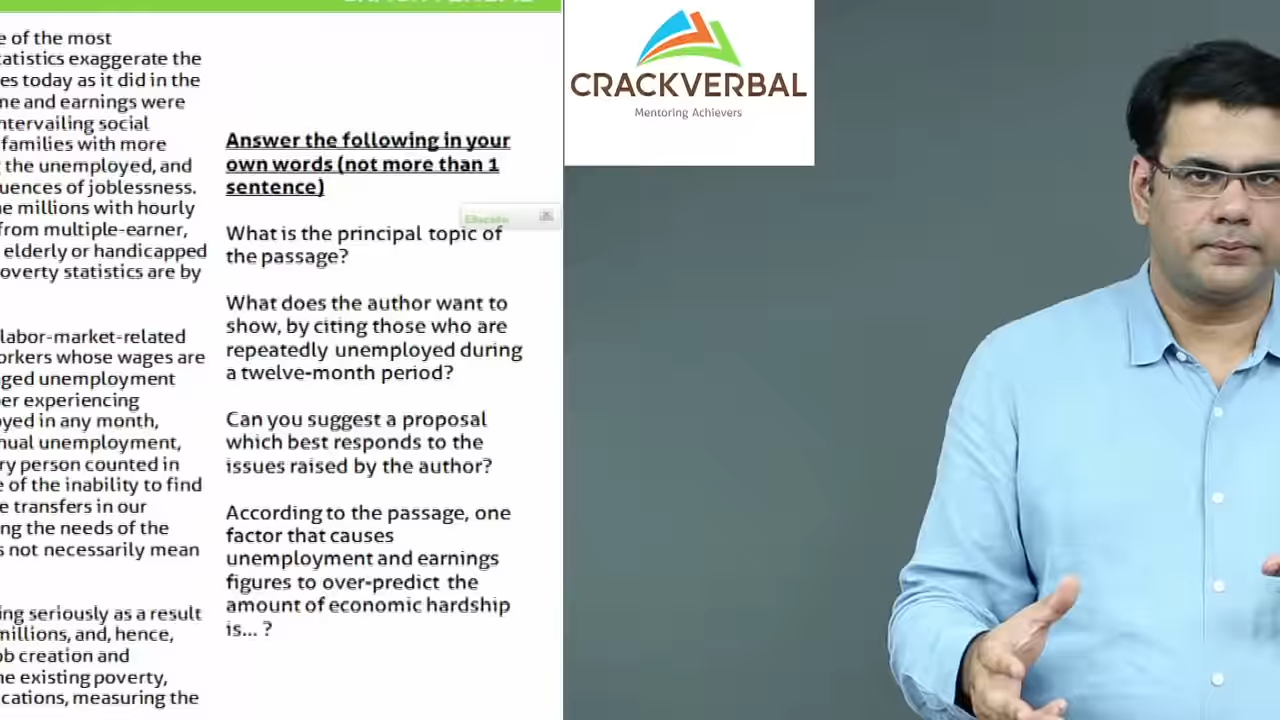 e of the most
tatistics exaggerate the
es today as it did in the
me and earnings were
ntervailing social
families with more
the unemployed, and
uences of joblessness.
e millions with hourly
from multiple-earner,
elderly or handicapped
overty statistics are by
labor-market-related
orkers whose wages are
ged unemployment
er experiencing
yed in any month,
nual unemployment,
ry person counted in
e of the inability to find
e transfers in our
ng the needs of the
s not necessarily mean
ing seriously as a result
millions, and, hence,
ob creation and
he existing poverty,
cations, measuring the
Answer the following in your
own words (not more than 1
sentence)
Educate
What is the principal topic of
the passage?
What does the author want to
show, by citing those who are
repeatedly unemployed during
a twelve-month period?
Can you suggest a proposal
which best responds to the
issues raised by the author?
According to the passage, one
factor that causes
unemployment and earnings
figures to over-predict the
amount of economic hardship
is... ?
CRACKVERBAL
Mentoring Achievers